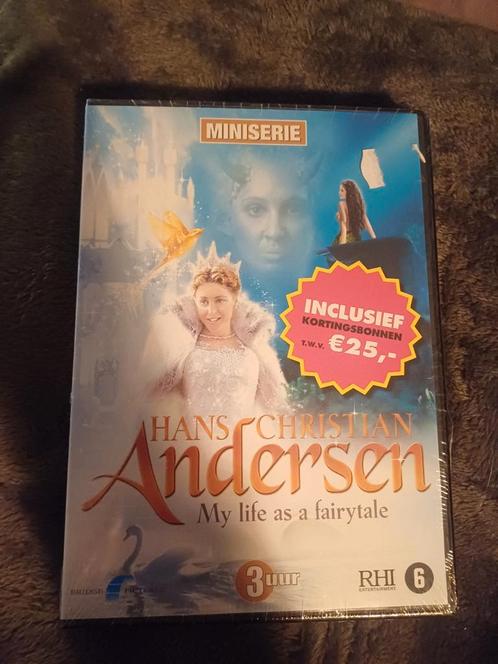 MINISERIE
INCLUSIEF
KORTINGSBONNEN
T.W.V. €25,-
HANS CHRISTIAN
Andersen
My life as a fairytale
3 uur
RHI
ENTERTAINMENT
6